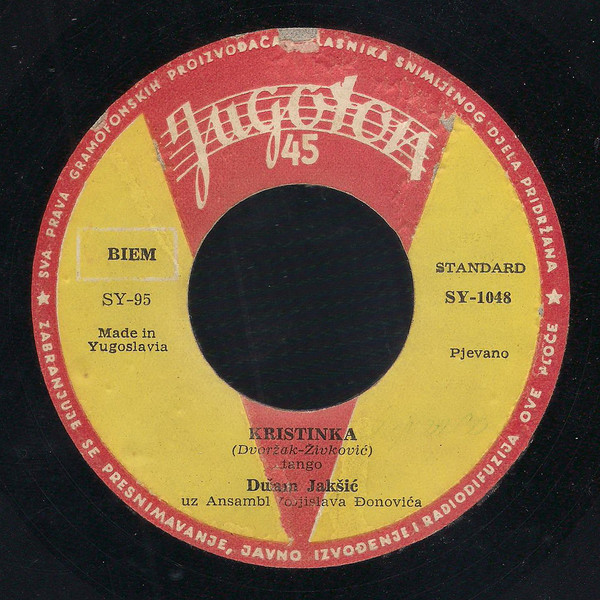 SVA PRAVA GRAMOFONSKIH PROIZVOĐAČA VLASNIKA SNIMLJENOG DJELA PRIDRŽANA
Jugoton
45
BIEM
SY-95
Made in
Yugoslavia
STANDARD
SY-1048
Pjevano
KRISTINKA
(Dvoržak-Živković)
tango
Dušan Jakšić
uz Ansambl Đonovića
ZABRANJUJE SE PRESNIMAVANJE, JAVNO IZVOĐENJE I RADIODIFUZIJA OVE PLOČE